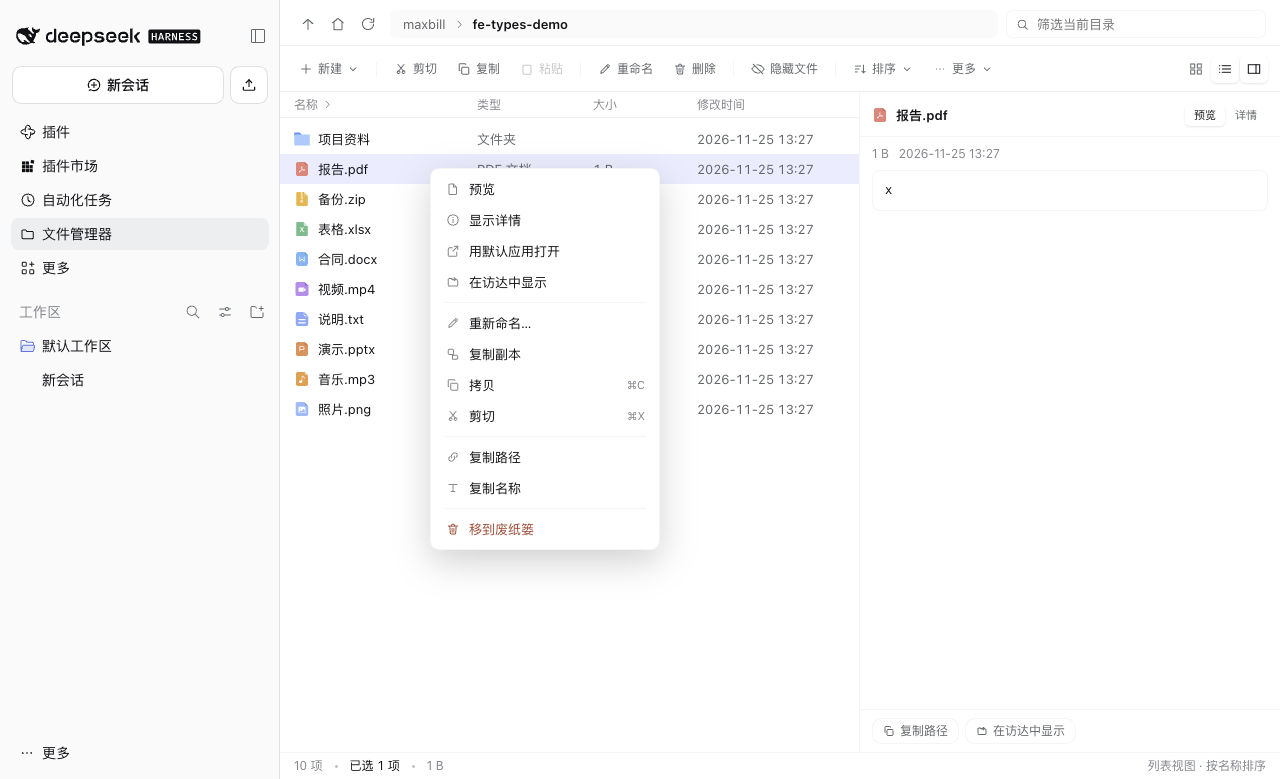 deepseek HARNESS
新会话
插件
插件市场
自动化任务
文件管理器
更多
工作区
默认工作区
新会话
更多
maxbill fe-types-demo
筛选当前目录
新建 剪切 复制 粘贴 重命名 删除 隐藏文件 排序 更多
名称 类型 大小 修改时间
项目资料 文件夹 2026-11-25 13:27
报告.pdf PDF 文档 1 B 2026-11-25 13:27
备份.zip 2026-11-25 13:27
表格.xlsx 2026-11-25 13:27
合同.docx 2026-11-25 13:27
视频.mp4 2026-11-25 13:27
说明.txt 2026-11-25 13:27
演示.pptx 2026-11-25 13:27
音乐.mp3 2026-11-25 13:27
照片.png 2026-11-25 13:27
预览
显示详情
用默认应用打开
在访达中显示
重新命名...
复制副本
拷贝 ⌘C
剪切 ⌘X
复制路径
复制名称
移到废纸篓
报告.pdf 预览 详情
1 B 2026-11-25 13:27
x
复制路径 在访达中显示
10 项 • 已选 1 项 • 1 B
列表视图 · 按名称排序